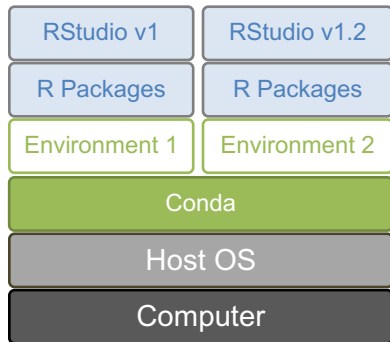 RStudio v1
RStudio v1.2
R Packages
R Packages
Environment 1
Environment 2
Conda
Host OS
Computer